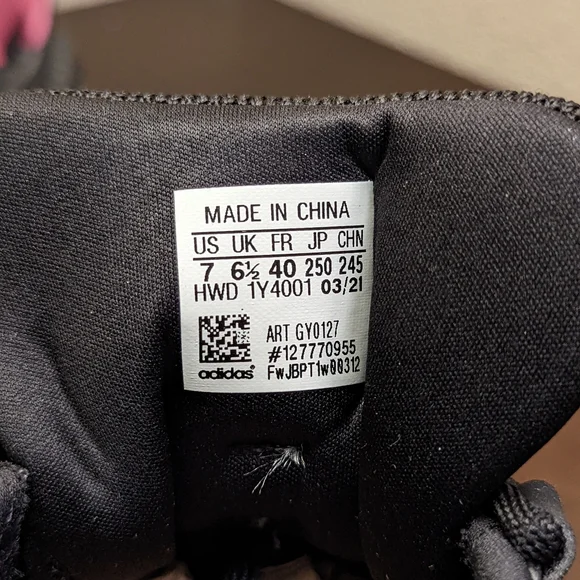 MADE IN CHINA
US UK FR JP CHN
7 6½ 40 250 245
HWD 1Y4001 03/21
ART GY0127
#127770955
adidas FwJBPT1w00312